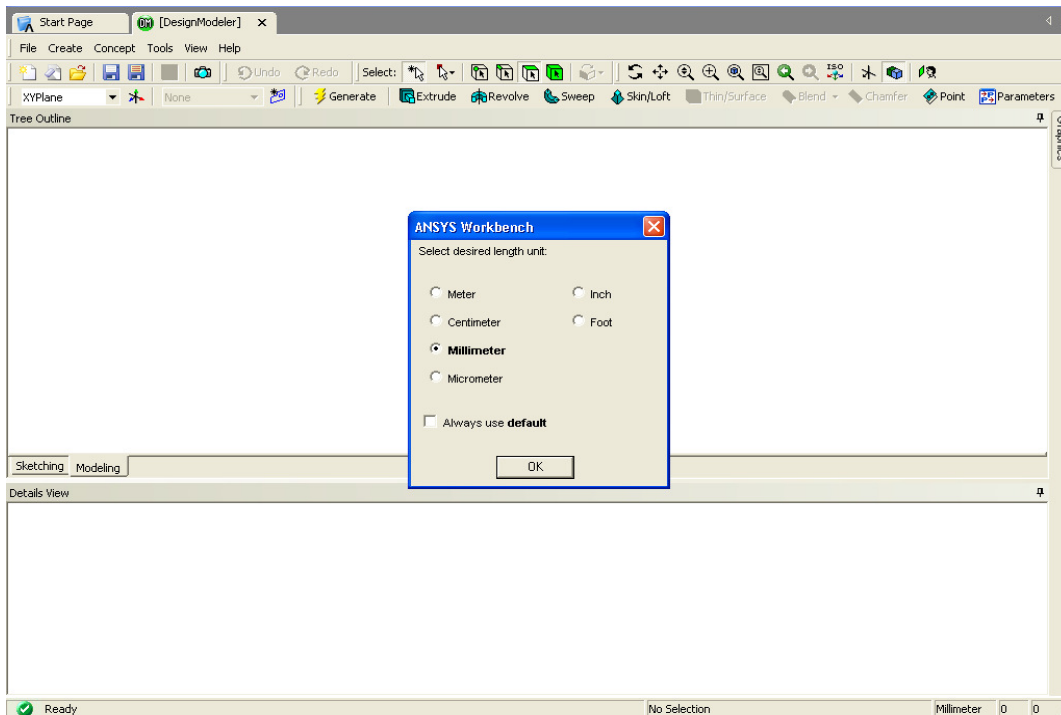 Start Page [DesignModeler]
File Create Concept Tools View Help
Undo Redo Select: ISO
XYPlane None Generate Extrude Revolve Sweep Skin/Loft Thin/Surface Blend Chamfer Point Parameters
Tree Outline
Graphics
ANSYS Workbench
Select desired length unit:
Meter Inch
Centimeter Foot
Millimeter
Micrometer
Always use default
OK
Sketching Modeling
Details View
Ready No Selection Millimeter 0 0